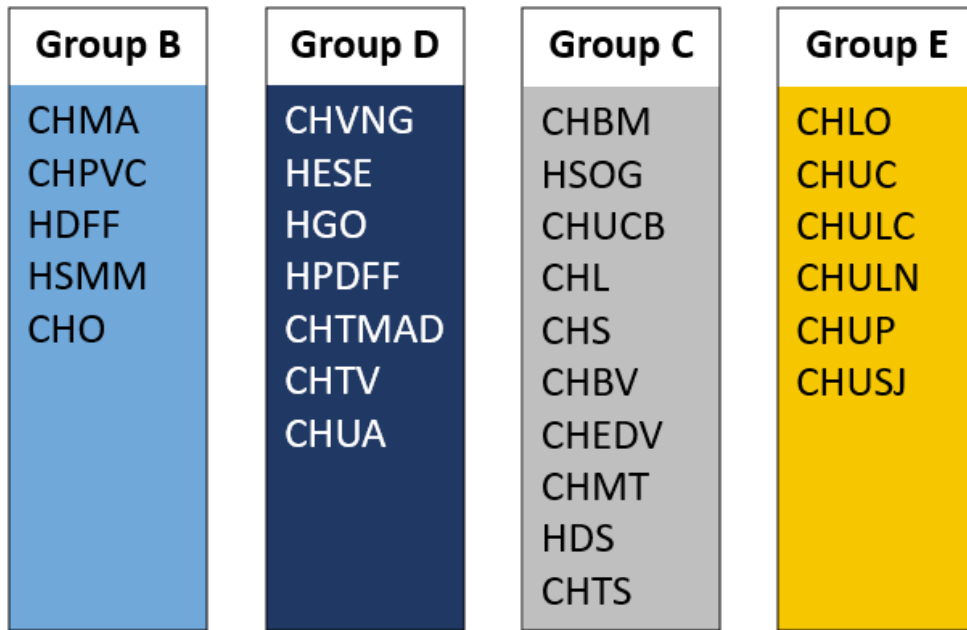 Group B
CHMA
CHPVC
HDFF
HSMM
CHO
Group D
CHVNG
HESE
HGO
HPDFF
CHTMAD
CHTV
CHUA
Group C
CHBM
HSOG
CHUCB
CHL
CHS
CHBV
CHEDV
CHMT
HDS
CHTS
Group E
CHLO
CHUC
CHULC
CHULN
CHUP
CHUSJ